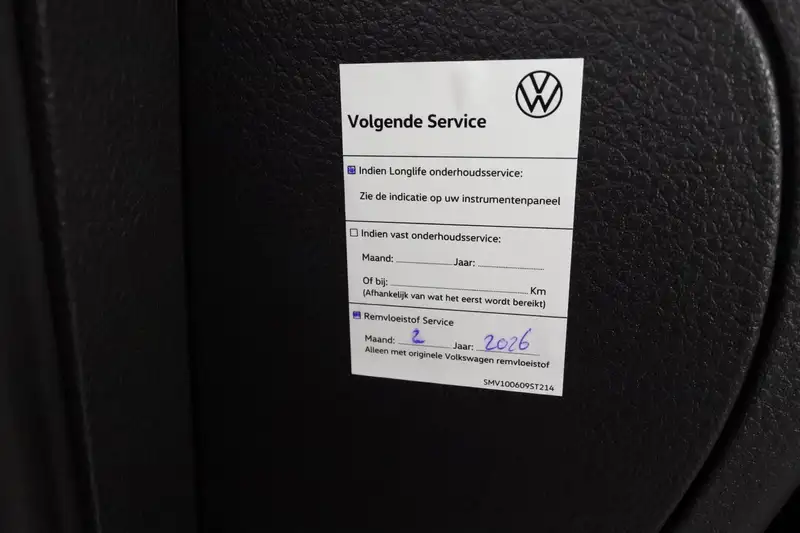 Volgende Service
Indien Longlife onderhoudsservice:
Zie de indicatie op uw instrumentenpaneel
Indien vast onderhoudsservice:
Maand: Jaar:
Of bij: Km
(Afhankelijk van wat het eerst wordt bereikt)
Remvloeistof Service
Maand: 2 Jaar: 2026
Alleen met originele Volkswagen remvloeistof
SMV100609ST214